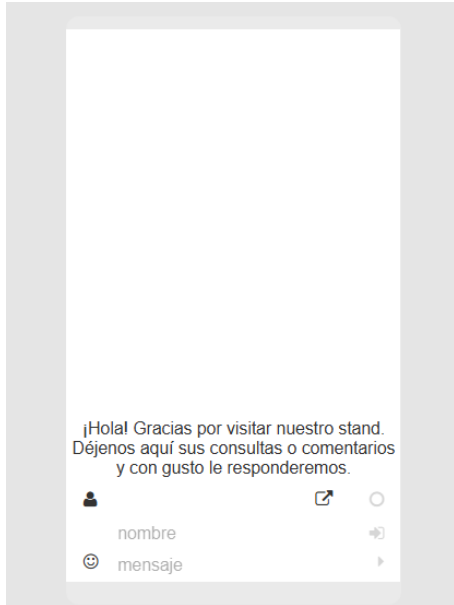 ¡Hola! Gracias por visitar nuestro stand.
Déjenos aquí sus consultas o comentarios
y con gusto le responderemos.
nombre
mensaje